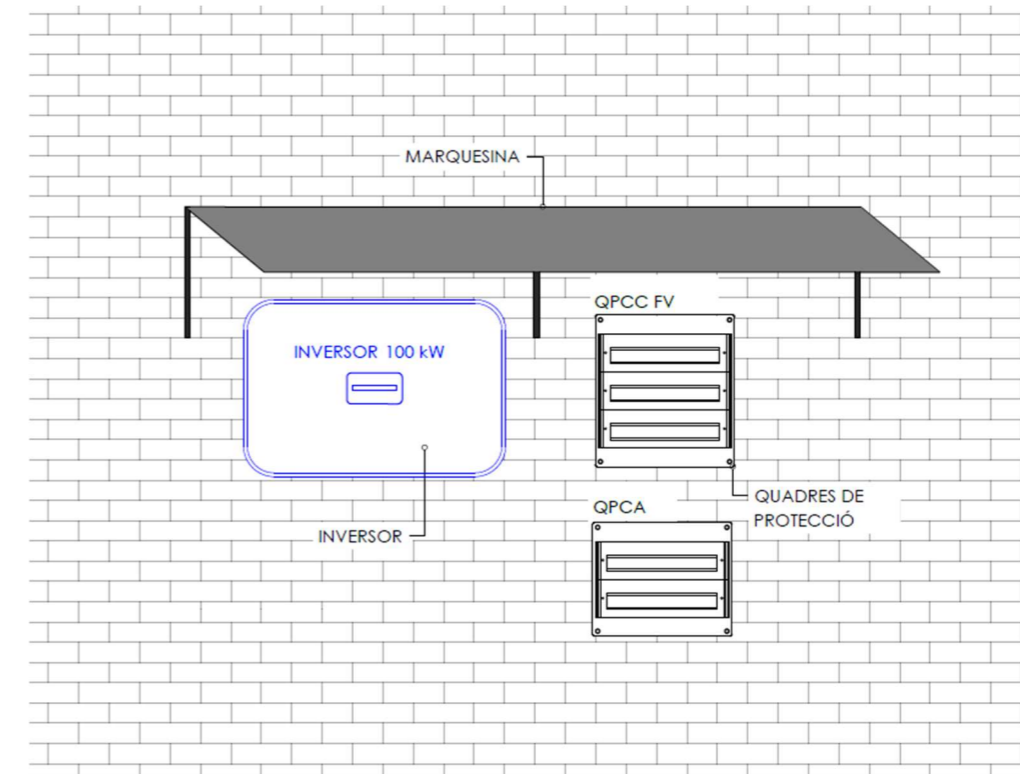 MARQUESINA
QPCC FV
INVERSOR 100 kW
QUADRES DE
PROTECCIÓ
QPCA
INVERSOR